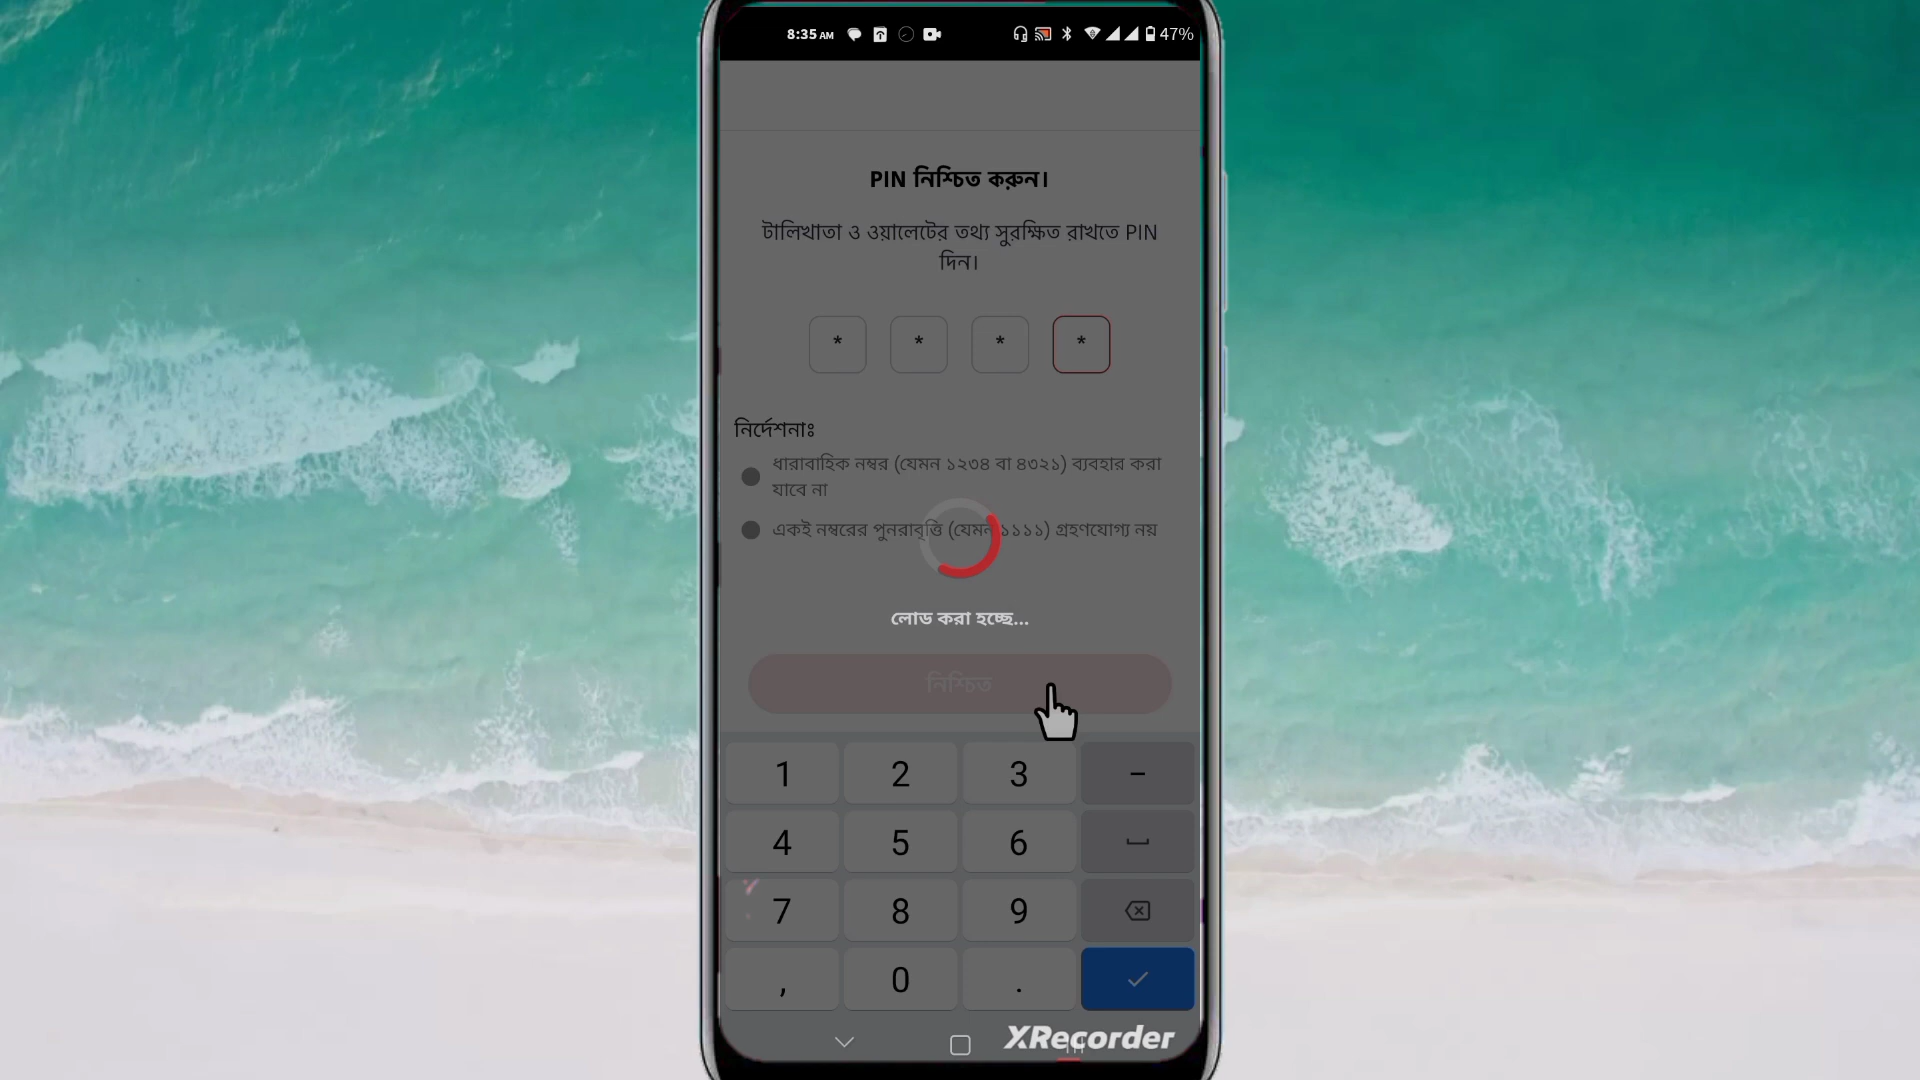 8:35 AM
47%
PIN নিশ্চিত করুন।
টালিখাতা ও ওয়ালেটের তথ্য সুরক্ষিত রাখতে PIN
দিন।
* * * *
নির্দেশনাঃ
ধারাবাহিক নম্বর (যেমন ১২৩৪ বা ৪৩২১) ব্যবহার করা
যাবে না
একই নম্বরের পুনরাবৃত্তি (যেমন ১১১১) গ্রহণযোগ্য নয়
লোড করা হচ্ছে...
নিশ্চিত
1 2 3 -
4 5 6
7 8 9
, 0 .
XRecorder